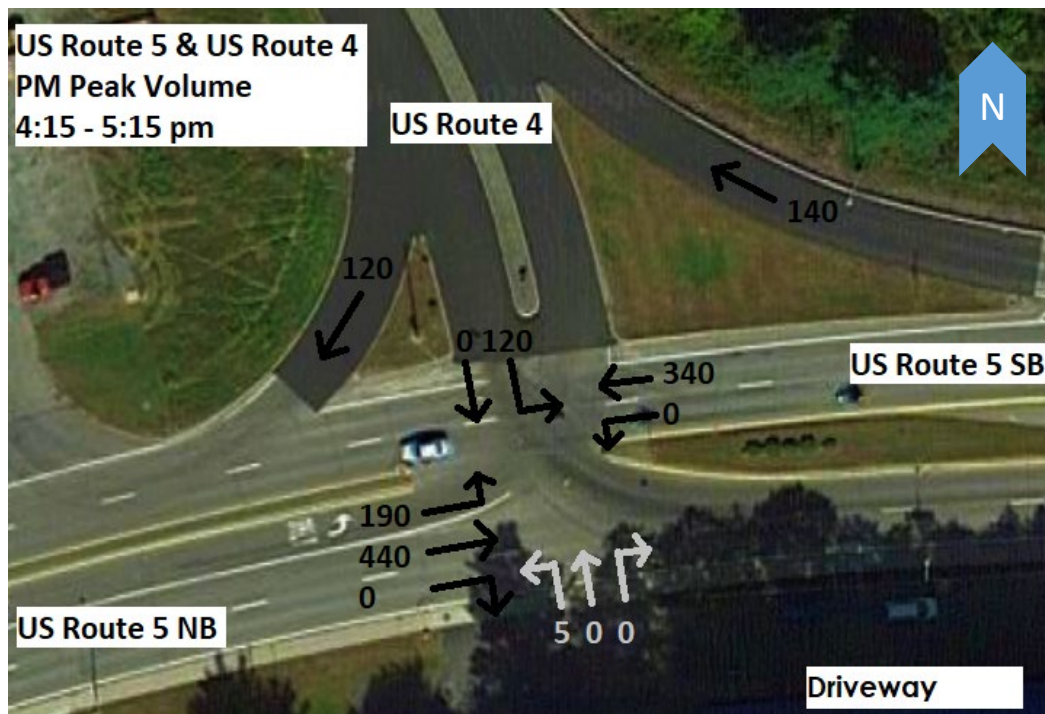 US Route 5 & US Route 4
PM Peak Volume
4:15 - 5:15 pm
US Route 4
N
140
120
0 120
340
US Route 5 SB
0
190
440
0
5 0 0
US Route 5 NB
Driveway